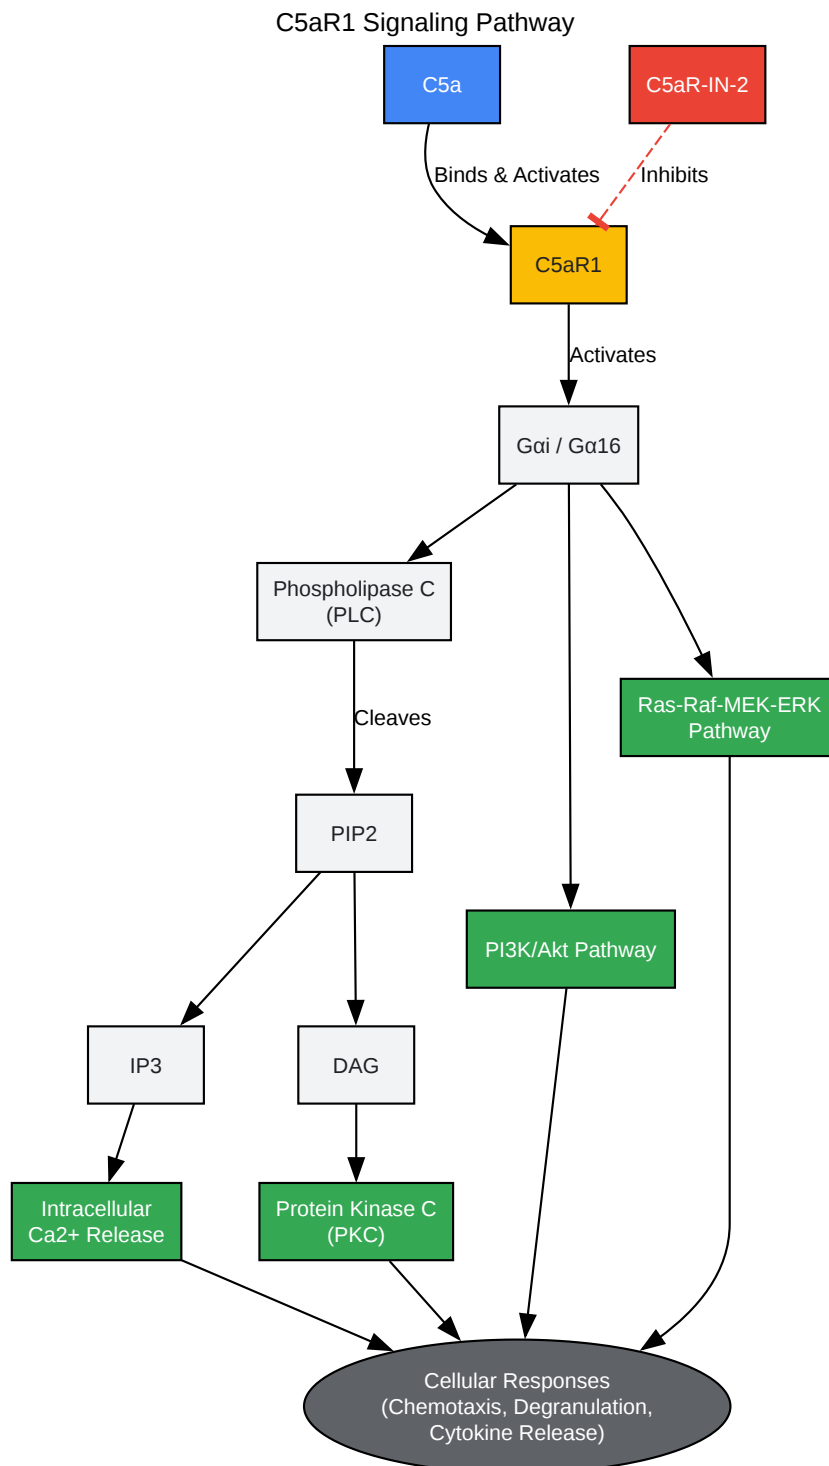 C5aR1 Signaling Pathway
C5a
C5aR-IN-2
Binds & Activates
Inhibits
C5aR1
Activates
Gαi / Gα16
Phospholipase C
(PLC)
Ras-Raf-MEK-ERK
Pathway
Cleaves
PIP2
PI3K/Akt Pathway
IP3
DAG
Intracellular
Ca2+ Release
Protein Kinase C
(PKC)
Cellular Responses
(Chemotaxis, Degranulation,
Cytokine Release)